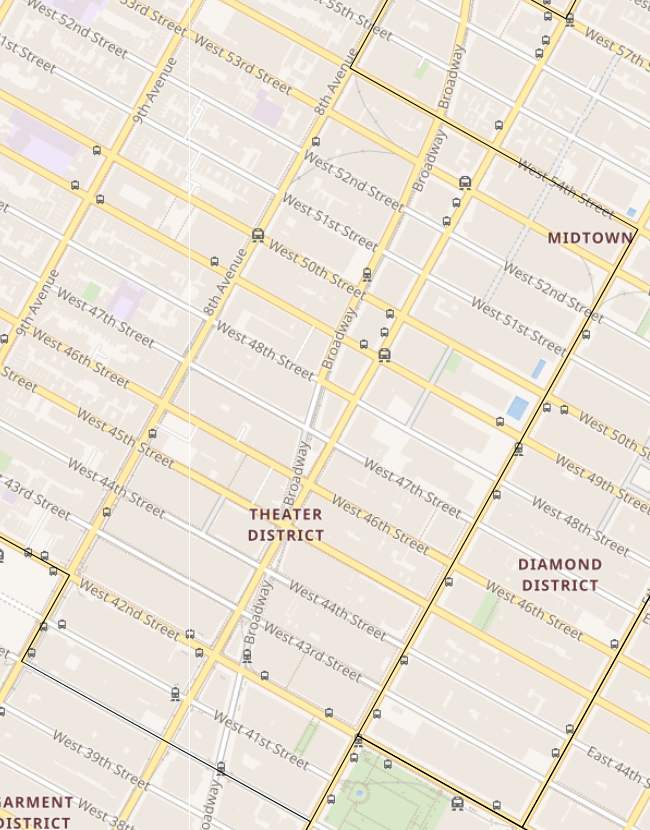 West 55th Street
West 57th Street
53rd Street
West 52nd Street
West 53rd Street
51st Street
8th Avenue
Broadway
9th Avenue
Broadway
West 52nd Street
West 54th Street
West 51st Street
MIDTOWN
8th Avenue
West 50th Street
West 52nd Street
9th Avenue
West 47th Street
West 51st Street
Broadway
West 48th Street
West 46th Street
Street
West 50th
West 45th Street
West 49th Street
West 44th Street
West 47th Street
Broadway
43rd Street
THEATER
DISTRICT
West 46th Street
West 48th Street
DIAMOND
DISTRICT
West 42nd Street
West 46th Street
West 44th Street
Broadway
West 43rd Street
West 41st Street
West 39th Street
East 44th
GARMENT
DISTRICT
West 38th
Broadway